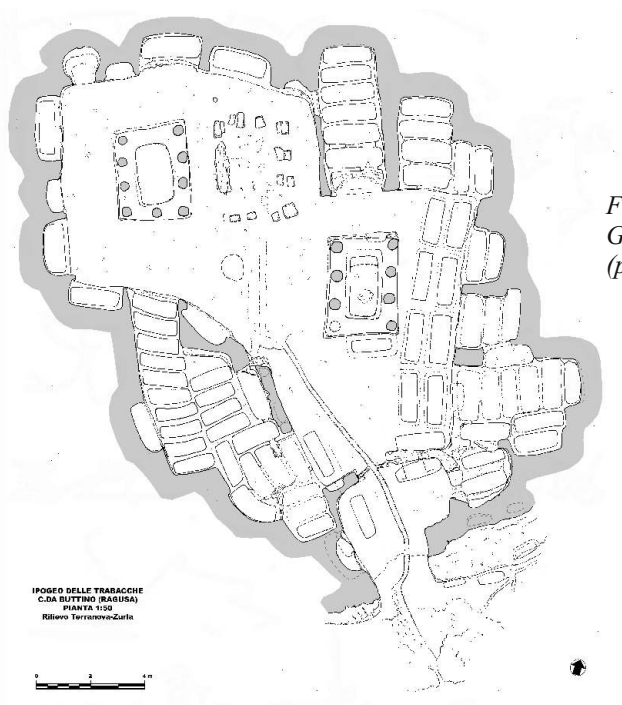 F
G
(p
IPOGEO DELLE TRABACCHE
C.DA BUTTINO (RAGUSA)
PIANTA 1:50
Rilievo Terranova-Zurla
0 2 4 m